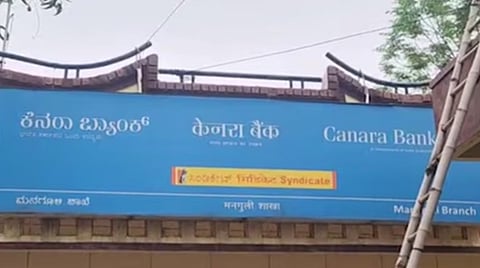 ಕೆನರಾ ಬ್ಯಾಂಕ್ केनरा बैंक Canara Bank
ಸಿಂಡಿಕೇಟ್ सिंडिकेट Syndicate
ಮನಗೂಳಿ ಶಾಖೆ मनगुली शाखा Branch